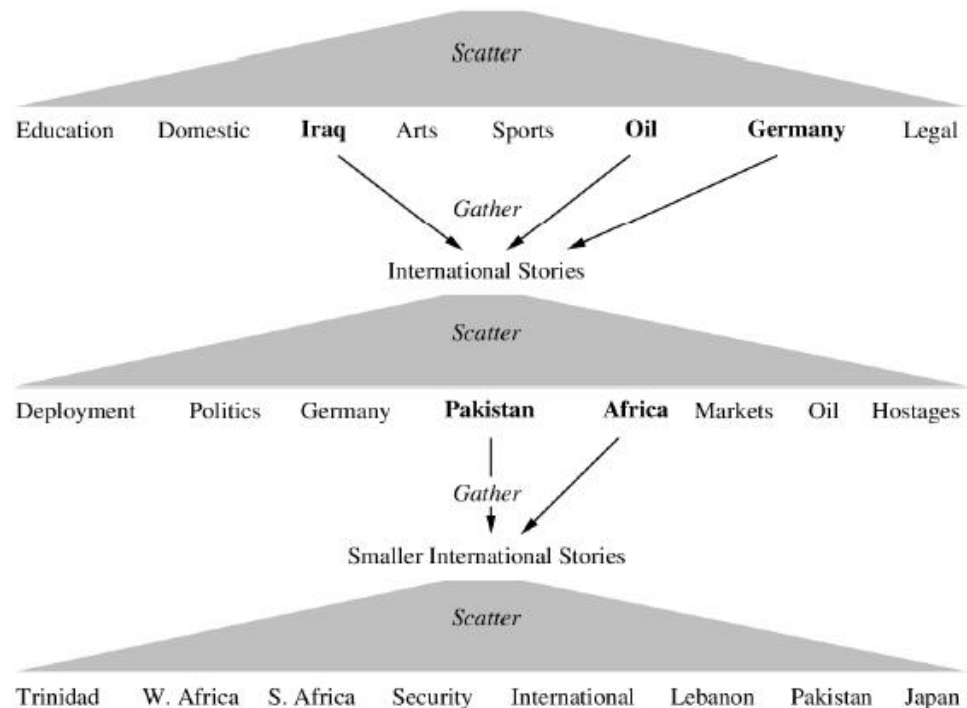 Scatter
Education Domestic Iraq Arts Sports Oil Germany Legal
Gather
International Stories
Scatter
Deployment Politics Germany Pakistan Africa Markets Oil Hostages
Gather
Smaller International Stories
Scatter
Trinidad W. Africa S. Africa Security International Lebanon Pakistan Japan